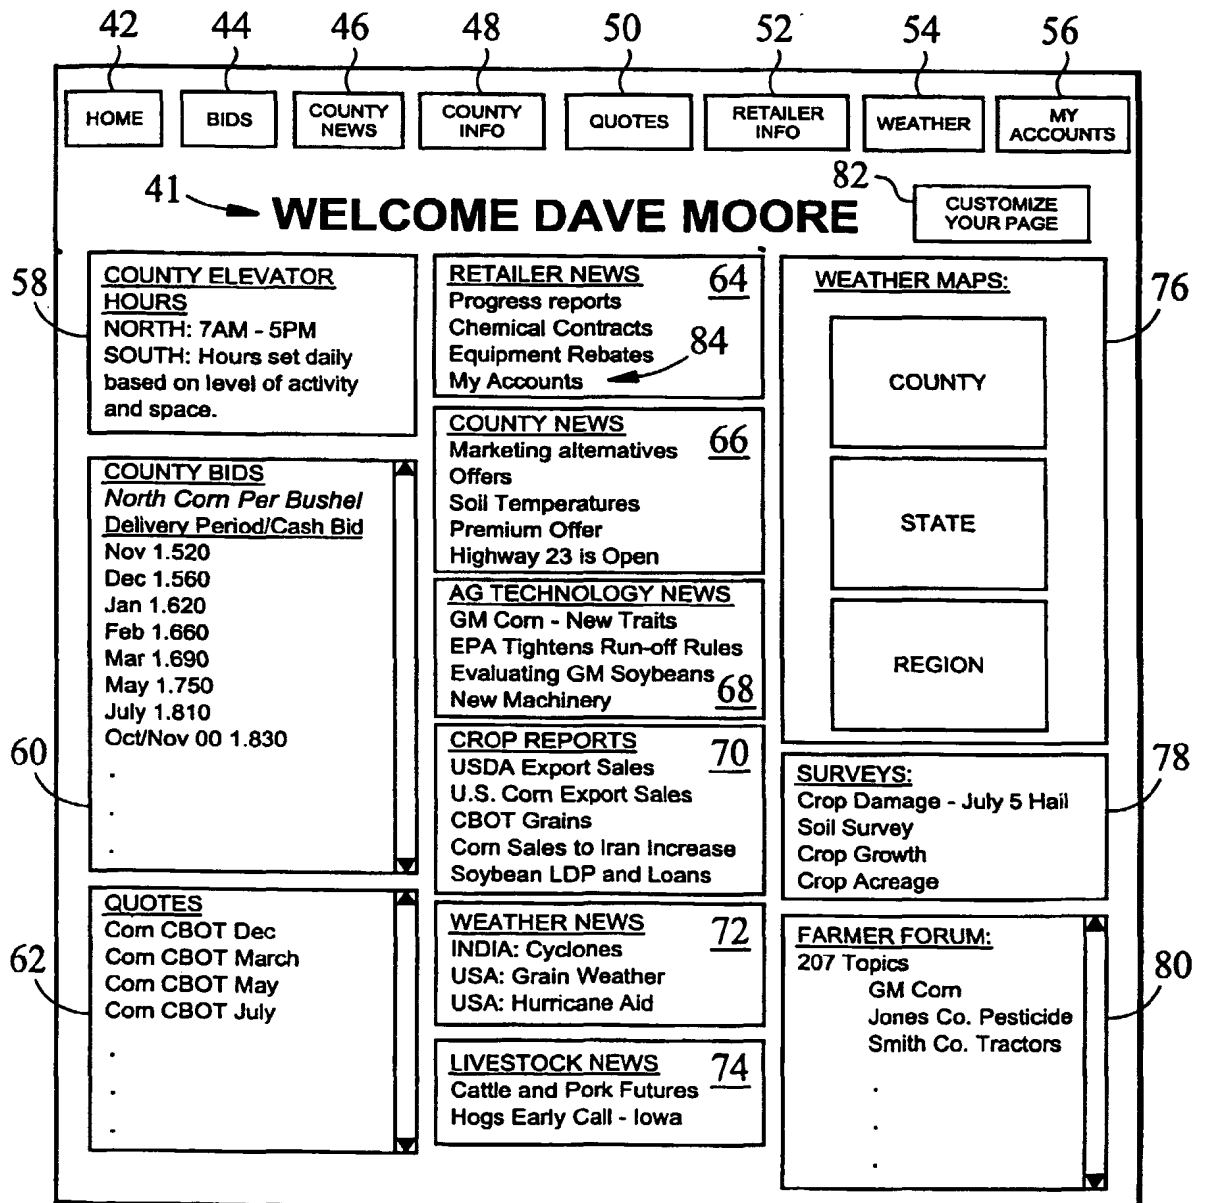 42 44 46 48 50 52 54 56
HOME
BIDS
COUNTY
NEWS
COUNTY
INFO
QUOTES
RETAILER
INFO
WEATHER
MY
ACCOUNTS
41
WELCOME DAVE MOORE
82
CUSTOMIZE
YOUR PAGE
58
COUNTY ELEVATOR
HOURS
NORTH: 7AM - 5PM
SOUTH: Hours set daily
based on level of activity
and space.
COUNTY BIDS
North Corn Per Bushel
Delivery Period/Cash Bid
Nov 1.520
Dec 1.560
Jan 1.620
Feb 1.660
Mar 1.690
May 1.750
July 1.810
Oct/Nov 00 1.830
.
.
.
60
QUOTES
Corn CBOT Dec
Corn CBOT March
Corn CBOT May
Corn CBOT July
.
.
.
62
RETAILER NEWS 64
Progress reports
Chemical Contracts
Equipment Rebates
My Accounts 84
COUNTY NEWS
Marketing alternatives 66
Offers
Soil Temperatures
Premium Offer
Highway 23 is Open
AG TECHNOLOGY NEWS
GM Corn - New Traits
EPA Tightens Run-off Rules
Evaluating GM Soybeans
New Machinery 68
CROP REPORTS 70
USDA Export Sales
U.S. Corn Export Sales
CBOT Grains
Corn Sales to Iran Increase
Soybean LDP and Loans
WEATHER NEWS 72
INDIA: Cyclones
USA: Grain Weather
USA: Hurricane Aid
LIVESTOCK NEWS 74
Cattle and Pork Futures
Hogs Early Call - Iowa
WEATHER MAPS: 76
COUNTY
STATE
REGION
78
SURVEYS:
Crop Damage - July 5 Hail
Soil Survey
Crop Growth
Crop Acreage
FARMER FORUM:
207 Topics 80
GM Corn
Jones Co. Pesticide
Smith Co. Tractors
.
.
.